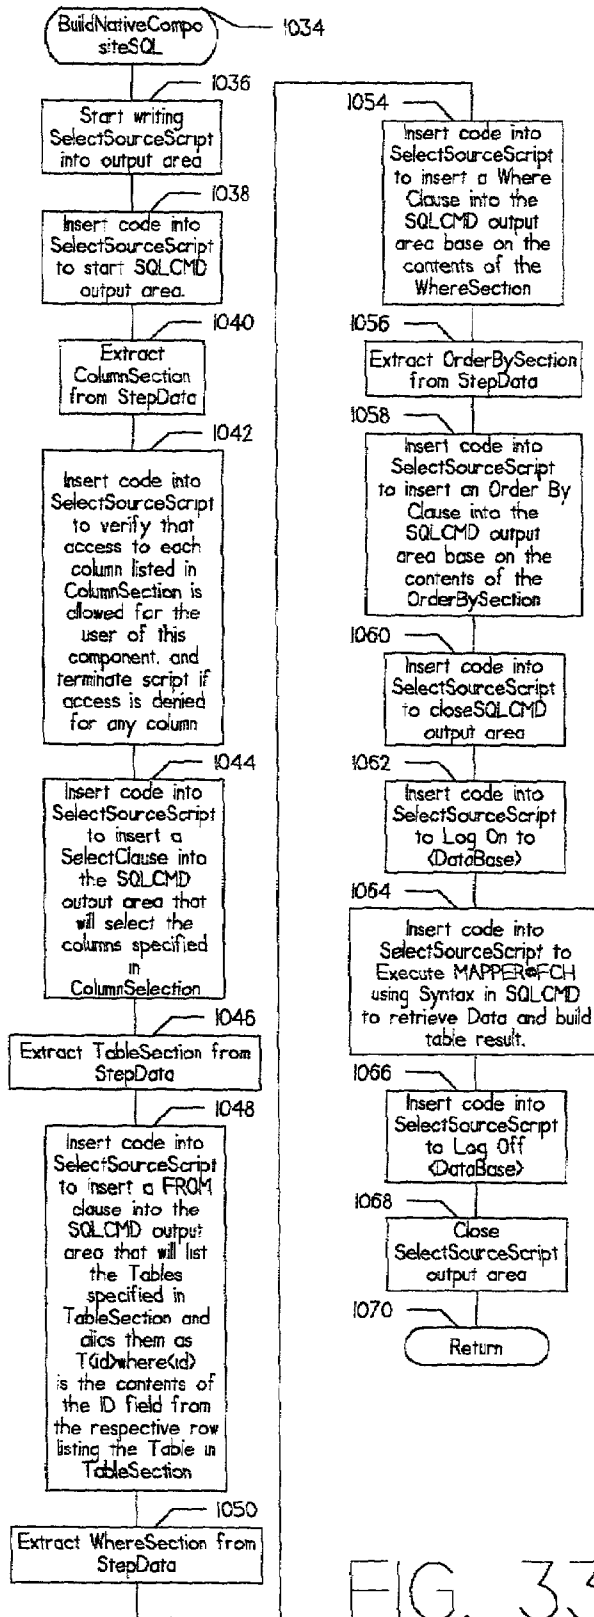 BuildNativeCompo
siteSQL
1034
1036
Start writing
SelectSourceScript
into output area
1038
Insert code into
SelectSourceScript
to start SQLCMD
output area.
1040
Extract
ColumnSection
from StepData
1042
Insert code into
SelectSourceScript
to verify that
access to each
column listed in
ColumnSection is
allowed for the
user of this
component, and
terminate script if
access is denied
for any column
1044
Insert code into
SelectSourceScript
to insert a
SelectClause into
the SQLCMD
output area that
will select the
columns specified
in
ColumnSelection
1046
Extract TableSection from
StepData
1048
Insert code into
SelectSourceScript
to insert a FROM
clause into the
SQLCMD output
area that will list
the Tables
specified in
TableSection and
alias them as
T<id>where<id>
is the contents of
the ID field from
the respective row
listing the Table in
TableSection
1050
Extract WhereSection from
StepData
1054
Insert code into
SelectSourceScript
to insert a Where
Clause into the
SQLCMD output
area base on the
contents of the
WhereSection
1056
Extract OrderBySection
from StepData
1058
Insert code into
SelectSourceScript
to insert an Order By
Clause into the
SQLCMD output
area base on the
contents of the
OrderBySection
1060
Insert code into
SelectSourceScript
to closeSQLCMD
output area
1062
Insert code into
SelectSourceScript
to Log On to
<DataBase>
1064
Insert code into
SelectSourceScript to
Execute MAPPER@FCH
using Syntax in SQLCMD
to retrieve Data and build
table result.
1066
Insert code into
SelectSourceScript
to Log Off
<DataBase>
1068
Close
SelectSourceScript
output area
1070
Return
FIG. 33